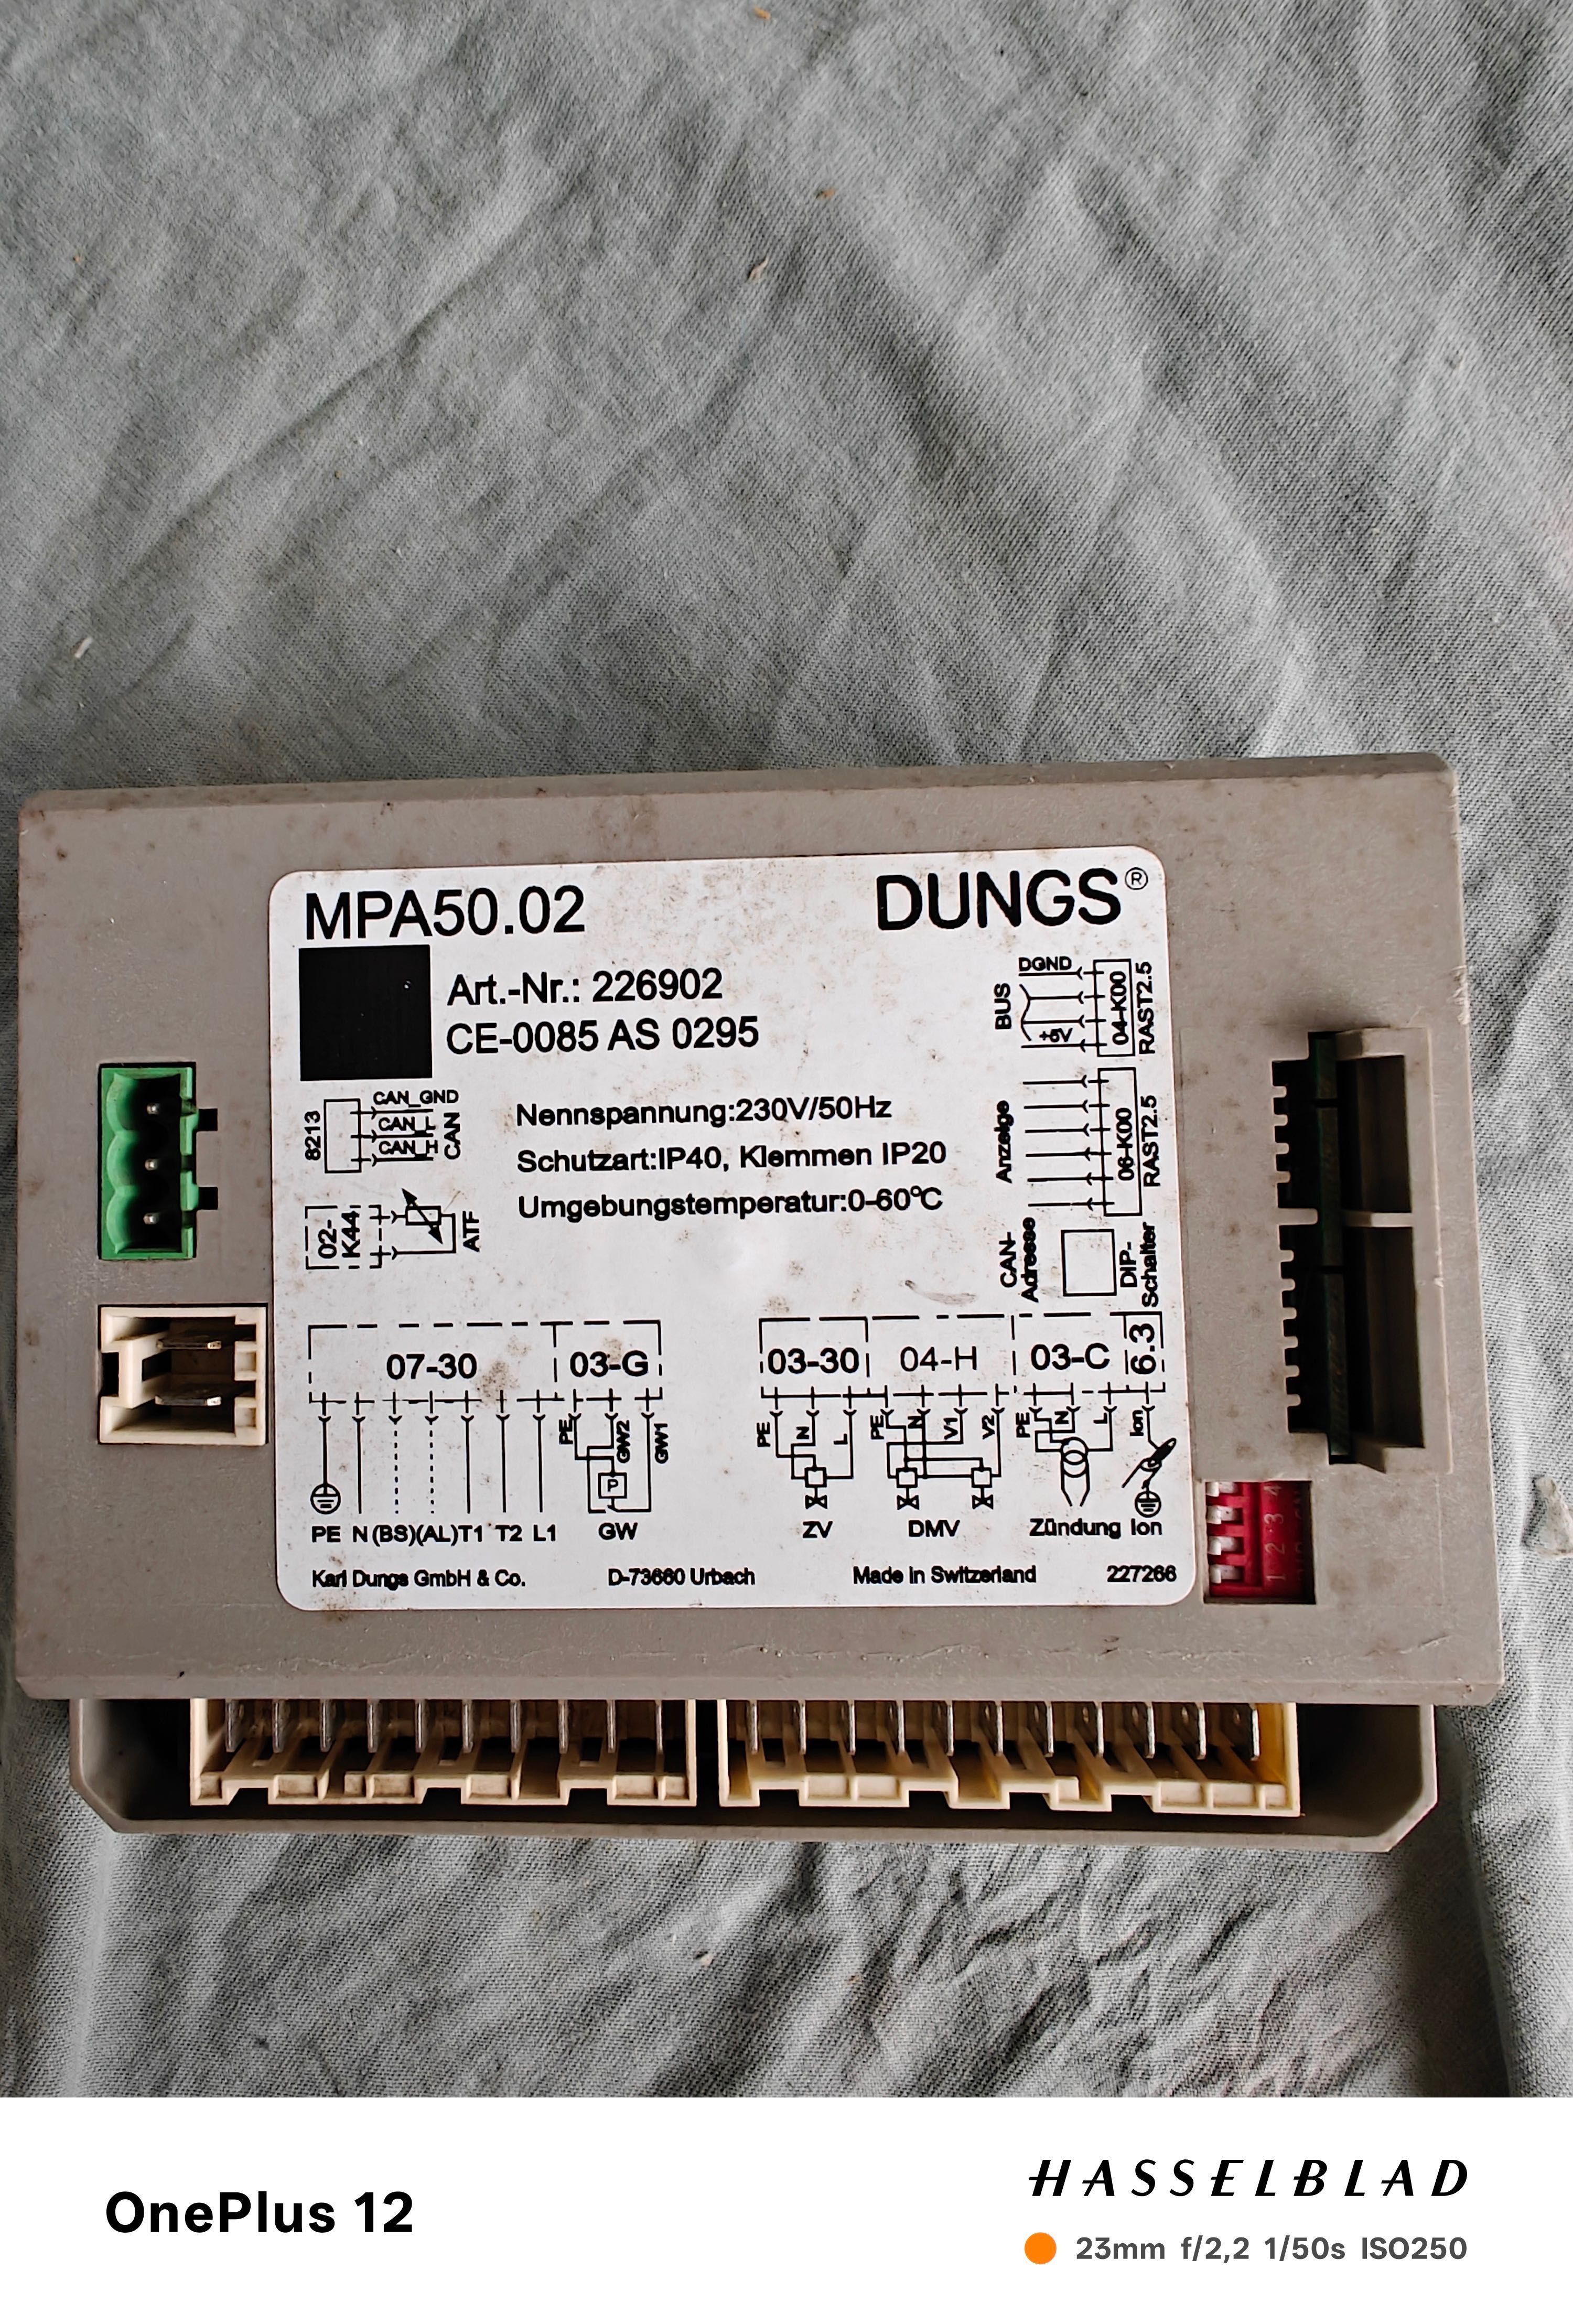 MPA50.02
DUNGS®
Art.-Nr.: 226902
CE-0085 AS 0295
8213
CAN_GND
CAN_L
CAN_H
CAN
02-K44
ATF
Nennspannung:230V/50Hz
Schutzart:IP40, Klemmen IP20
Umgebungstemperatur:0-60°C
BUS
DGND
04-K00
RAST2.5
Anzeige
06-K00
RAST2.5
CAN-Adresse
DIP-Schalter
07-30
03-G
03-30
04-H
03-C
6.3
PE
GW2
GW1
P
PE
N
L
PE
N
V1
V2
PE
N
L
Ion
PE N (BS)(AL)T1 T2 L1
GW
ZV
DMV
Zündung Ion
Karl Dungs GmbH & Co.
D-73660 Urbach
Made in Switzerland
227266
1 2 3 4
OnePlus 12
HASSELBLAD
23mm f/2,2 1/50s ISO250